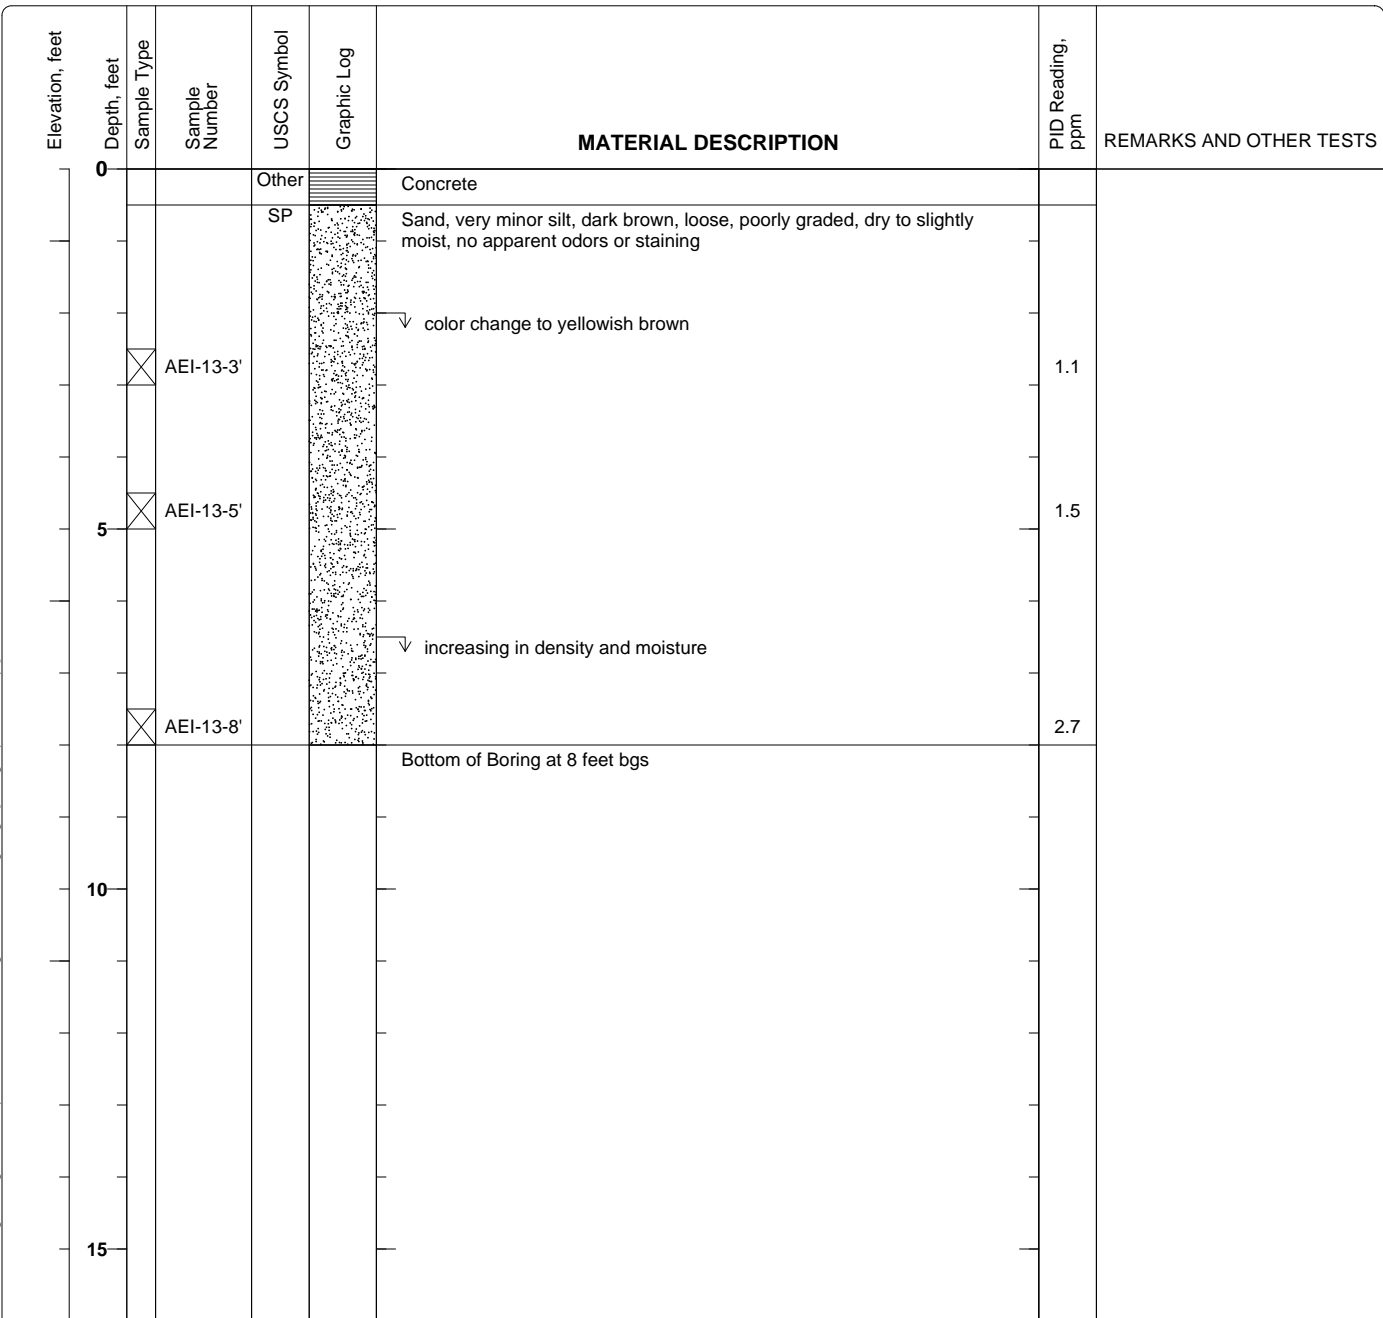 Elevation, feet
Depth, feet
Sample Type
Sample
Number
USCS Symbol
Graphic Log
MATERIAL DESCRIPTION
PID Reading,
ppm
REMARKS AND OTHER TESTS
0
Other
Concrete
SP
Sand, very minor silt, dark brown, loose, poorly graded, dry to slightly
moist, no apparent odors or staining
color change to yellowish brown
AEI-13-3'
1.1
AEI-13-5'
1.5
5
increasing in density and moisture
AEI-13-8'
2.7
Bottom of Boring at 8 feet bgs
10
15